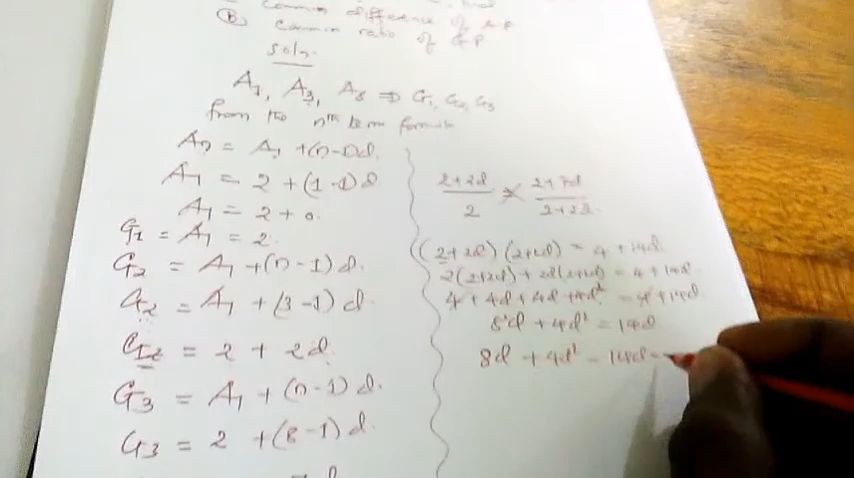 (B) Common difference of AP
Common ratio of GP
Soln.
A1, A3, A8 ⇒ G1, G2, G3
from the nth term formula
An = A1 + (n-1)d.
A1 = 2 + (1-1)d
A1 = 2 + 0.
G1 = A1 = 2.
G2 = A1 + (n-1)d.
G2 = A1 + (3-1)d.
G2 = 2 + 2d.
G3 = A1 + (n-1)d.
G3 = 2 + (8-1)d.
2+2d / 2 = 2+7d / 2+2d
(2+2d)(2+2d) = 4 + 14d.
2(2+2d) + 2d(2+2d) = 4 + 14d.
4 + 4d + 4d + 4d² = 4 + 14d.
8d + 4d² = 14d
8d + 4d² - 14d =